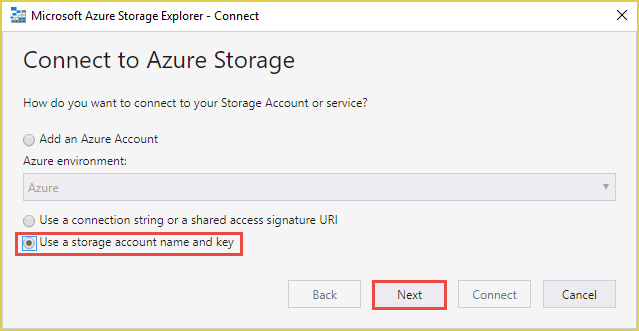 Microsoft Azure Storage Explorer - Connect
Connect to Azure Storage
How do you want to connect to your Storage Account or service?
Add an Azure Account
Azure environment:
Azure
Use a connection string or a shared access signature URI
Use a storage account name and key
Back Next Connect Cancel